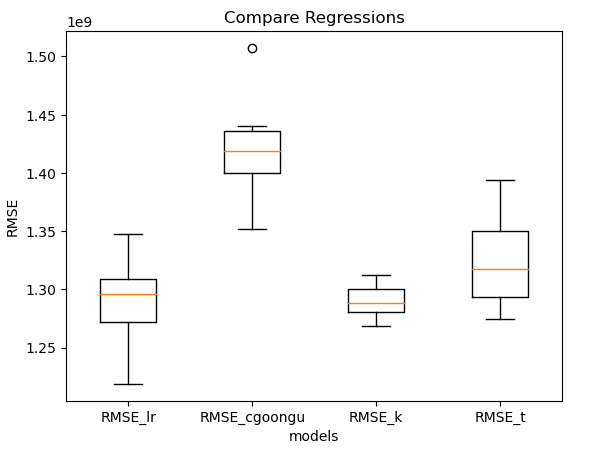 Compare Regressions
1e9
1.50
1.45
1.40
1.35
1.30
1.25
RMSE
RMSE_lr RMSE_cgoongu RMSE_k RMSE_t
models